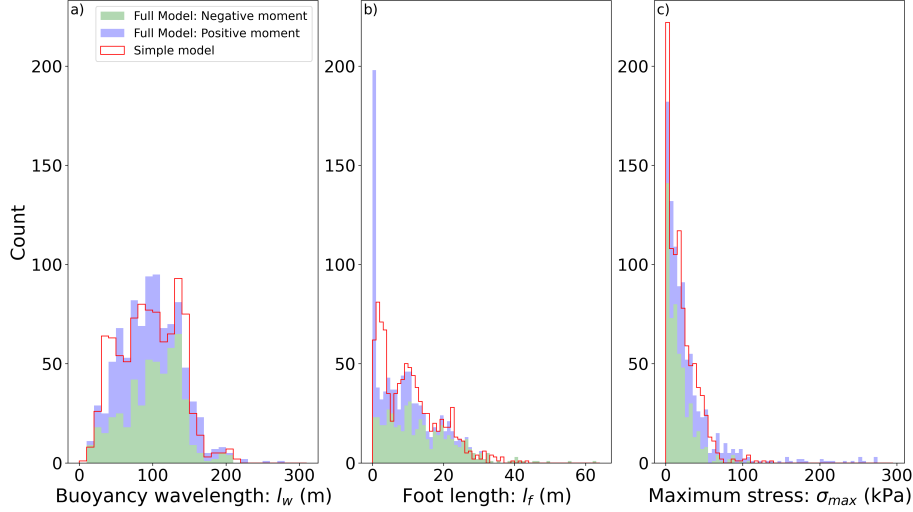 a)
Full Model: Negative moment
Full Model: Positive moment
Simple model
b)
c)
Count
200
150
100
50
0
0 100 200 300
Buoyancy wavelength: l_w (m)
200
150
100
50
0
0 20 40 60
Foot length: l_f (m)
200
150
100
50
0
0 100 200 300
Maximum stress: σ_max (kPa)